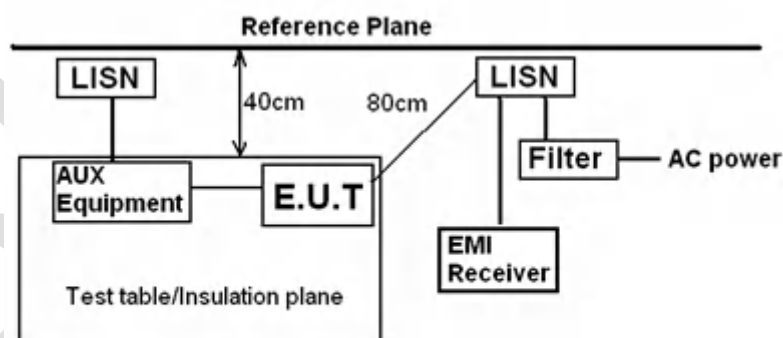 Reference Plane
LISN
40cm
80cm
LISN
Filter
AC power
AUX
Equipment
E.U.T
EMI
Receiver
Test table/Insulation plane